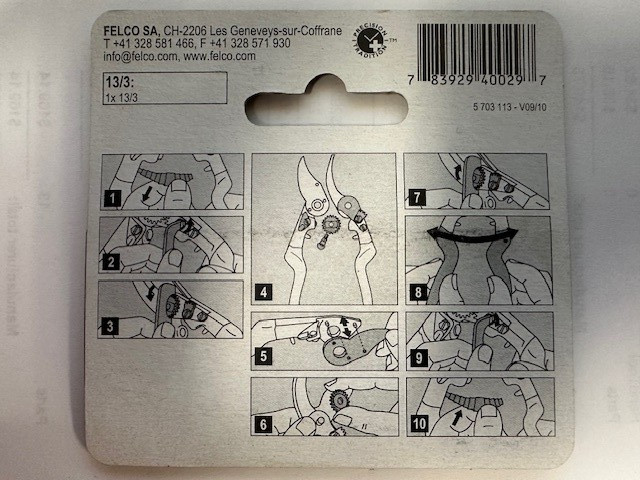 FELCO SA, CH-2206 Les Geneveys-sur-Coffrane
T +41 328 581 466, F +41 328 571 930
info@felco.com, www.felco.com
PRECISION
TRADITION
TM
7 83929 40029 7
13/3:
1x 13/3
5 703 113 - V09/10
1
2
3
4
5
6
7
8
9
10